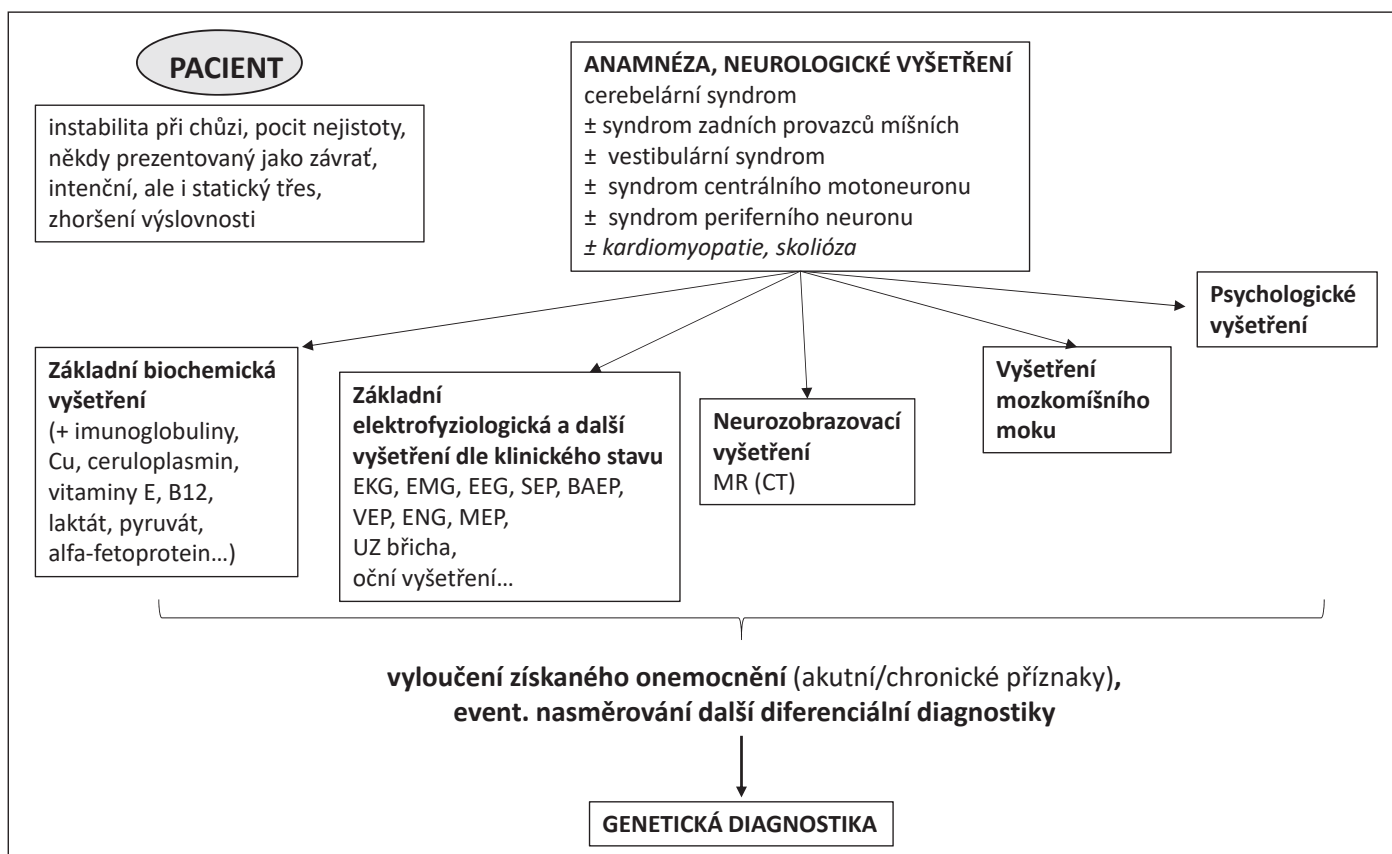 PACIENT
instabilita při chůzi, pocit nejistoty,
někdy prezentovaný jako závrať,
intenční, ale i statický třes,
zhoršení výslovnosti
ANAMNÉZA, NEUROLOGICKÉ VYŠETŘENÍ
cerebelární syndrom
± syndrom zadních provazců míšních
± vestibulární syndrom
± syndrom centrálního motoneuronu
± syndrom periferního neuronu
± kardiomyopatie, skolióza
Základní biochemická
vyšetření
(+ imunoglobuliny,
Cu, ceruloplasmin,
vitaminy E, B12,
laktát, pyruvát,
alfa-fetoprotein…)
Základní
elektrofyziologická a další
vyšetření dle klinického stavu
EKG, EMG, EEG, SEP, BAEP,
VEP, ENG, MEP,
UZ břicha,
oční vyšetření…
Neurozobrazovací
vyšetření
MR (CT)
Vyšetření
mozkomíšního
moku
Psychologické
vyšetření
vyloučení získaného onemocnění (akutní/chronické příznaky),
event. nasměrování další diferenciální diagnostiky
GENETICKÁ DIAGNOSTIKA